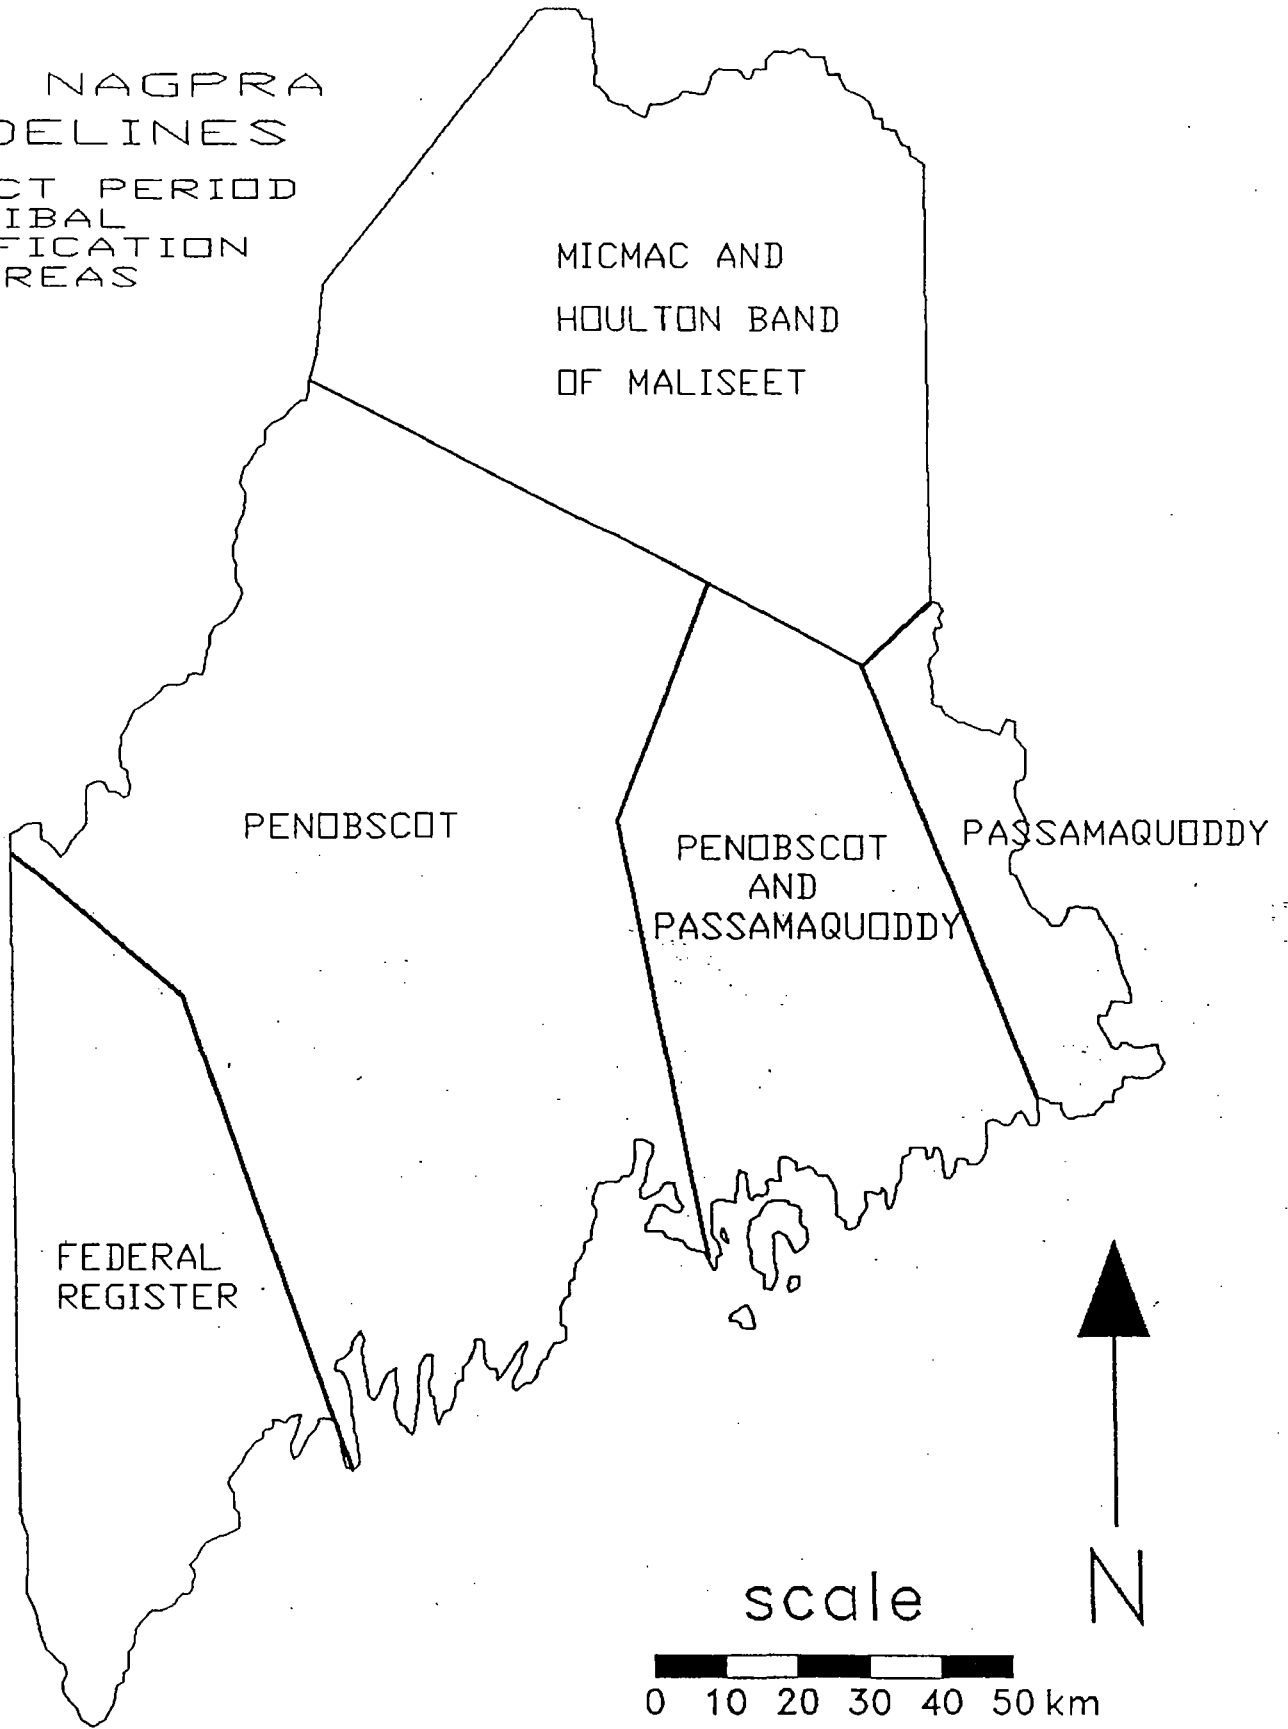 NAGPRA
DELINES
CT PERIOD
IBAL
FICATION
REAS
MICMAC AND
HOULTON BAND
OF MALISEET
PENOBSCOT
PENOBSCOT
AND
PASSAMAQUODDY
PASSAMAQUODDY
FEDERAL
REGISTER
N
scale
0 10 20 30 40 50 km